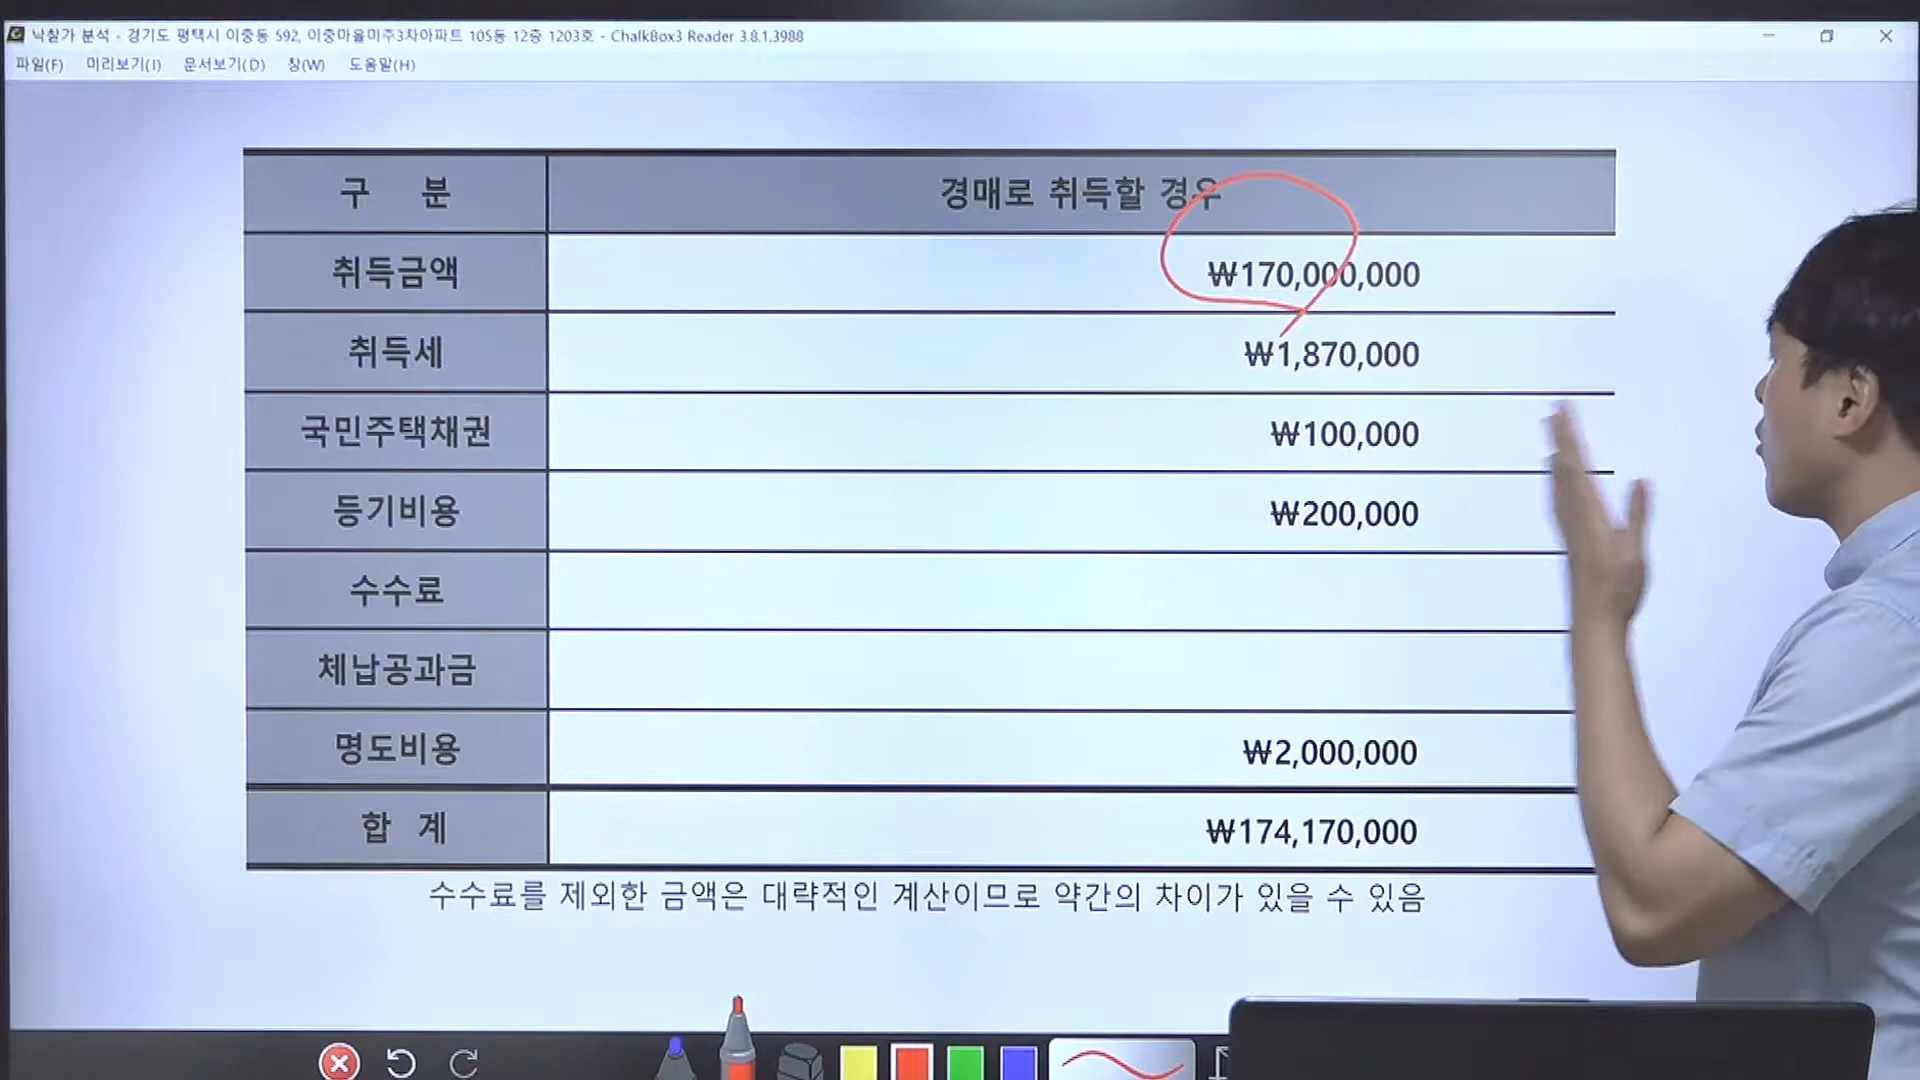 낙찰가 분석 - 경기도 평택시 이충동 592, 이충마을미주3차아파트 105동 12층 1203호 - ChalkBox3 Reader 3.8.1.3988
파일(F) 미리보기(I) 문서보기(D) 창(W) 도움말(H)
구 분 경매로 취득할 경우
취득금액 ₩170,000,000
취득세 ₩1,870,000
국민주택채권 ₩100,000
등기비용 ₩200,000
수수료
체납공과금
명도비용 ₩2,000,000
합 계 ₩174,170,000
수수료를 제외한 금액은 대략적인 계산이므로 약간의 차이가 있을 수 있음